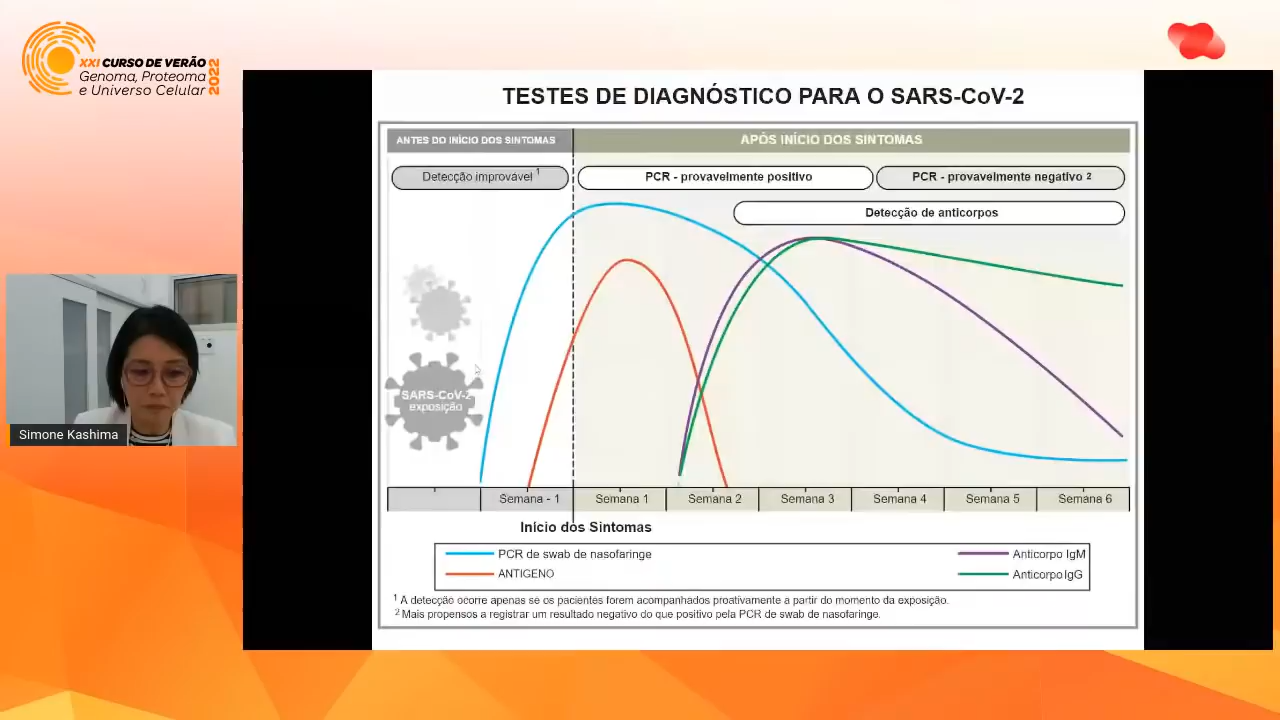 XXI CURSO DE VERÃO
Genoma, Proteoma
e Universo Celular
2022
TESTES DE DIAGNÓSTICO PARA O SARS-CoV-2
ANTES DO INÍCIO DOS SINTOMAS
APÓS INÍCIO DOS SINTOMAS
Detecção improvável 1
PCR - provavelmente positivo
PCR - provavelmente negativo 2
Detecção de anticorpos
SARS-CoV-2
exposição
Simone Kashima
Semana - 1
Semana 1
Semana 2
Semana 3
Semana 4
Semana 5
Semana 6
Início dos Sintomas
PCR de swab de nasofaringe
Anticorpo IgM
ANTIGENO
Anticorpo IgG
1 A detecção ocorre apenas se os pacientes forem acompanhados proativamente a partir do momento da exposição.
2 Mais propensos a registrar um resultado negativo do que positivo pela PCR de swab de nasofaringe.